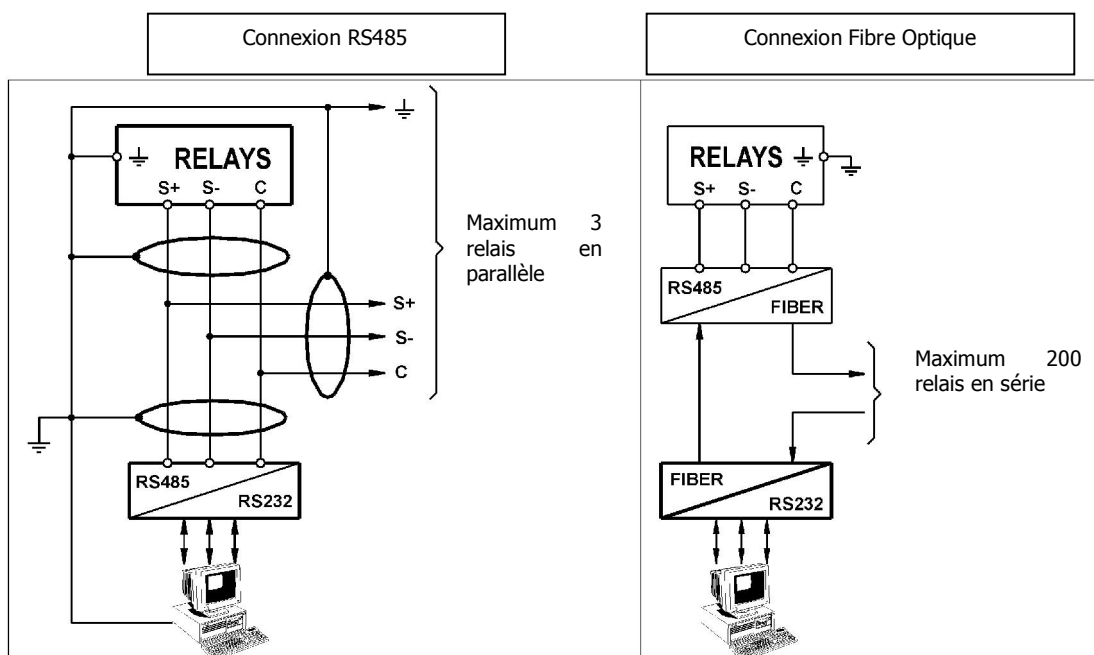 Connexion RS485
Connexion Fibre Optique
RELAYS
S+ S- C
Maximum 3
relais en
parallèle
S+
S-
C
RS485
RS232
RELAYS
S+ S- C
RS485
FIBER
Maximum 200
relais en série
FIBER
RS232